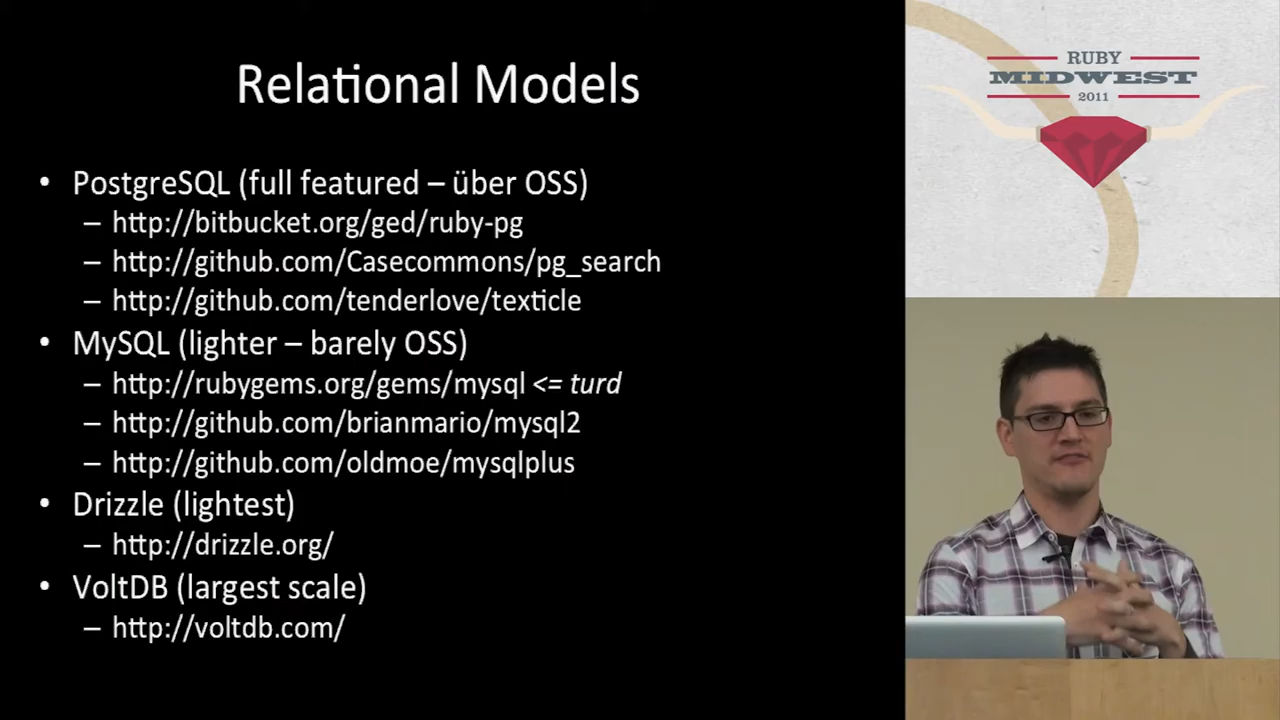 Relational Models
• PostgreSQL (full featured – über OSS)
– http://bitbucket.org/ged/ruby-pg
– http://github.com/Casecommons/pg_search
– http://github.com/tenderlove/texticle
• MySQL (lighter – barely OSS)
– http://rubygems.org/gems/mysql <= turd
– http://github.com/brianmario/mysql2
– http://github.com/oldmoe/mysqlplus
• Drizzle (lightest)
– http://drizzle.org/
• VoltDB (largest scale)
– http://voltdb.com/
RUBY
MIDWEST
2011